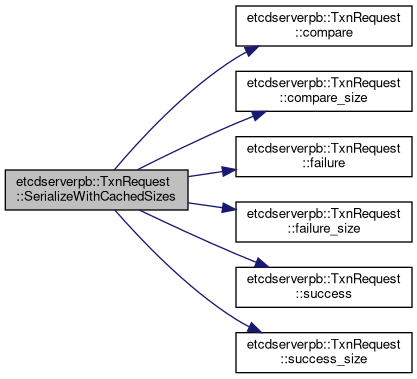 etcdserverpb::TxnRequest
::compare
etcdserverpb::TxnRequest
::compare_size
etcdserverpb::TxnRequest
::failure
etcdserverpb::TxnRequest
::SerializeWithCachedSizes
etcdserverpb::TxnRequest
::failure_size
etcdserverpb::TxnRequest
::success
etcdserverpb::TxnRequest
::success_size